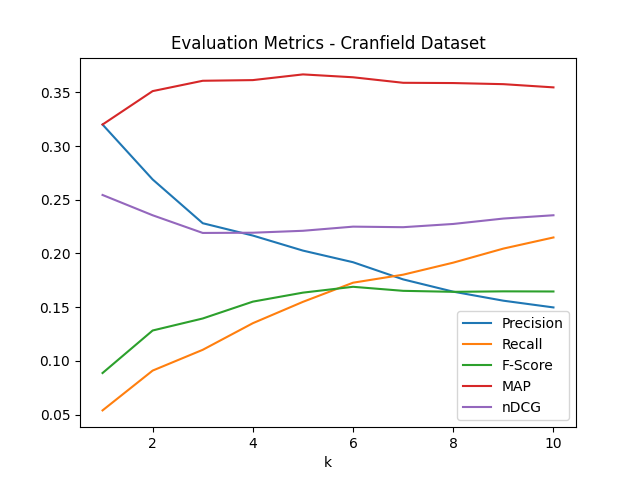 Evaluation Metrics - Cranfield Dataset
0.35
0.30
0.25
0.20
0.15
0.10
0.05
Precision
Recall
F-Score
MAP
nDCG
2 4 6 8 10
k